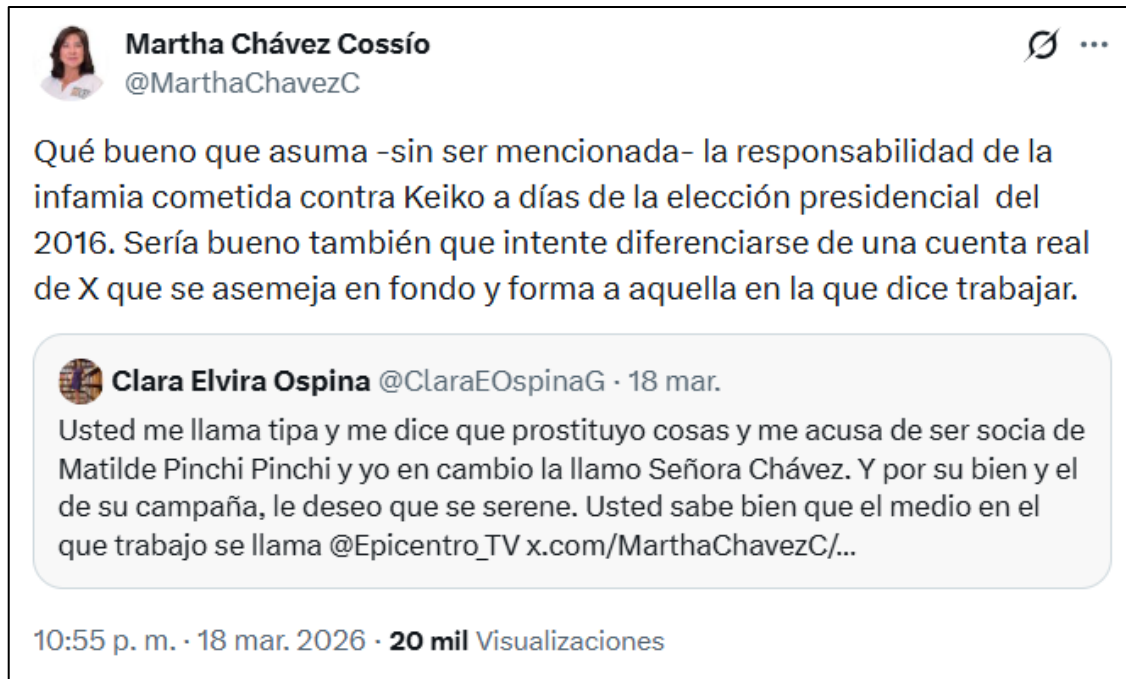 Martha Chávez Cossío
@MarthaChavezC
Qué bueno que asuma -sin ser mencionada- la responsabilidad de la
infamia cometida contra Keiko a días de la elección presidencial  del
2016. Sería bueno también que intente diferenciarse de una cuenta real
de X que se asemeja en fondo y forma a aquella en la que dice trabajar.
Clara Elvira Ospina @ClaraEOspinaG · 18 mar.
Usted me llama tipa y me dice que prostituyo cosas y me acusa de ser socia de
Matilde Pinchi Pinchi y yo en cambio la llamo Señora Chávez. Y por su bien y el
de su campaña, le deseo que se serene. Usted sabe bien que el medio en el
que trabajo se llama @Epicentro_TV x.com/MarthaChavezC/...
10:55 p. m. · 18 mar. 2026 · 20 mil Visualizaciones